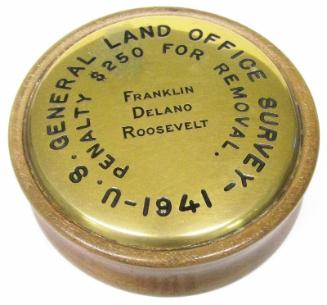 U.S. GENERAL LAND OFFICE SURVEY - 1941 -
PENALTY $250 FOR REMOVAL.
FRANKLIN
DELANO
ROOSEVELT